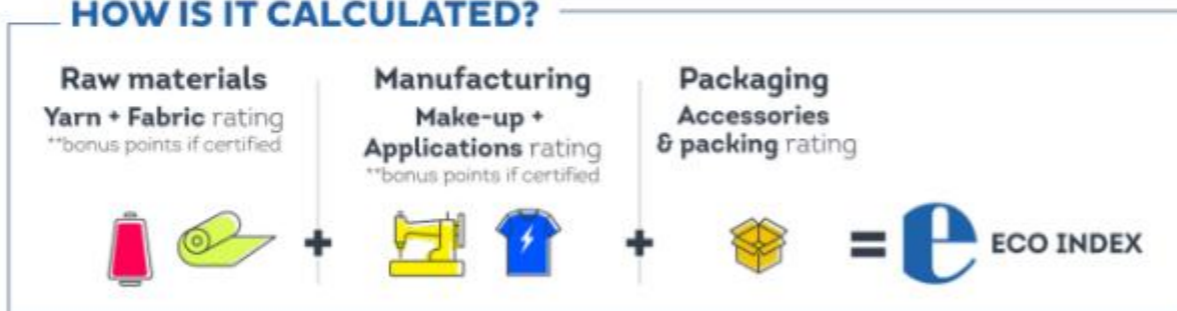 HOW IS IT CALCULATED?
Raw materials
Yarn + Fabric rating
**bonus points if certified
Manufacturing
Make-up +
Applications rating
**bonus points if certified
Packaging
Accessories
& packing rating
+
+
=
e ECO INDEX